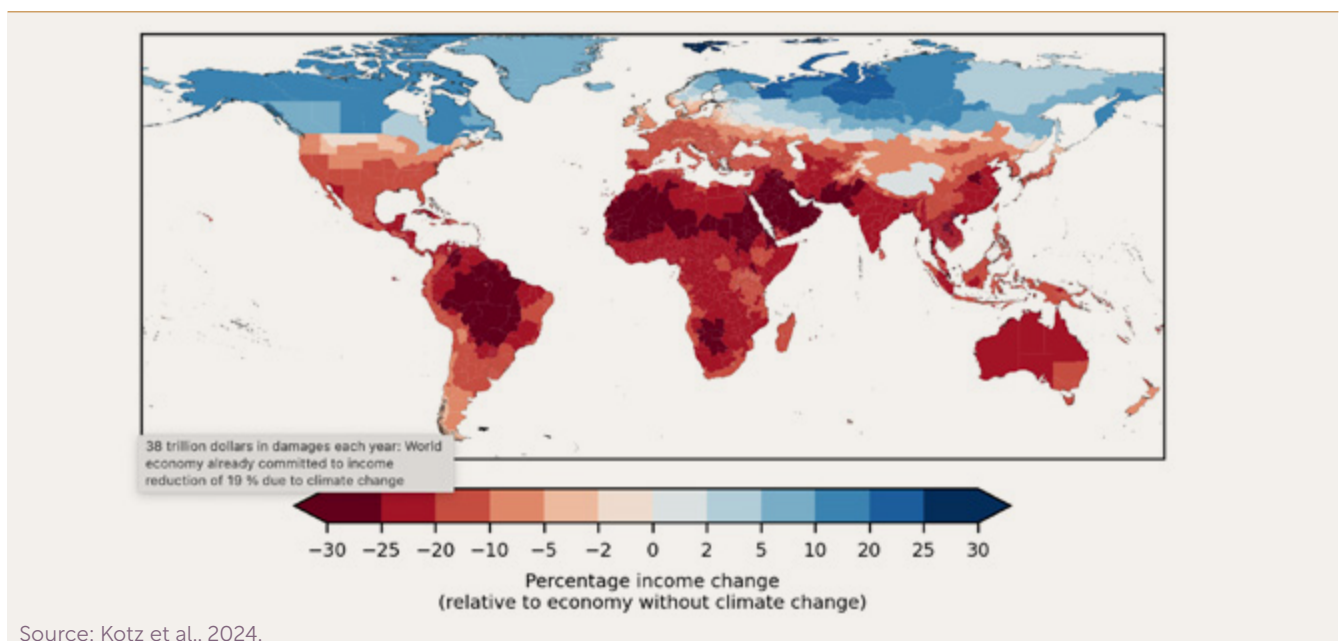 38 trillion dollars in damages each year: World
economy already committed to income
reduction of 19 % due to climate change
−30 −25 −20 −10 −5 −2 0 2 5 10 20 25 30
Percentage income change
(relative to economy without climate change)
Source: Kotz et al., 2024.